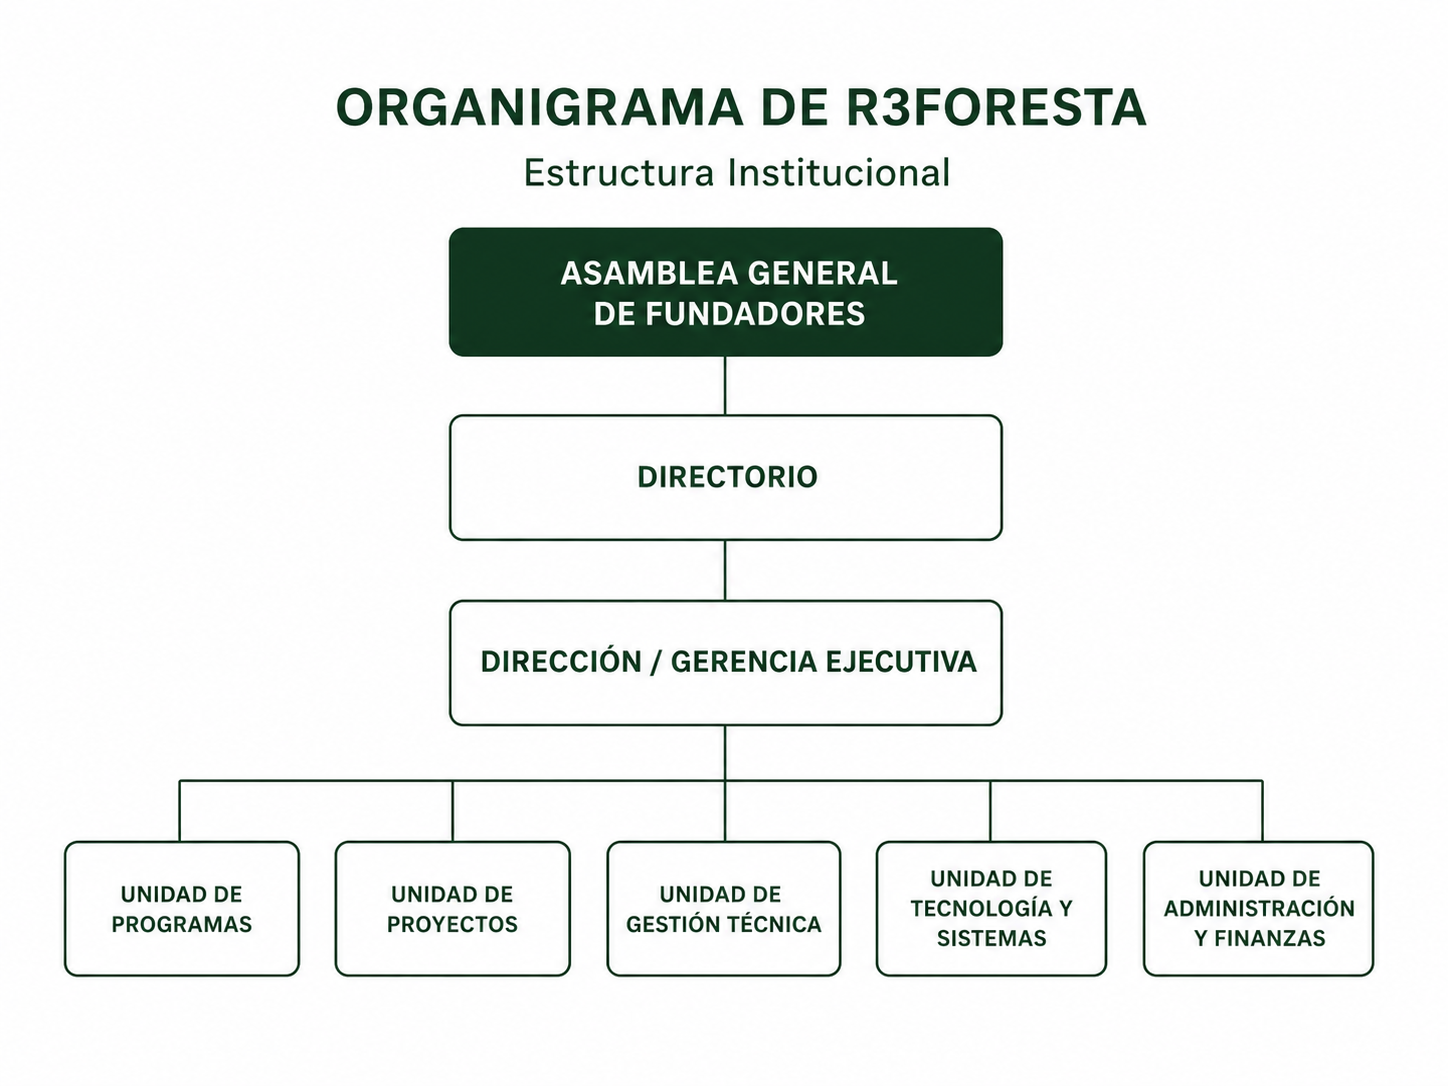 ORGANIGRAMA DE R3FORESTA
Estructura Institucional
ASAMBLEA GENERAL
DE FUNDADORES
DIRECTORIO
DIRECCIÓN / GERENCIA EJECUTIVA
UNIDAD DE
PROGRAMAS
UNIDAD DE
PROYECTOS
UNIDAD DE
GESTIÓN TÉCNICA
UNIDAD DE
TECNOLOGÍA Y
SISTEMAS
UNIDAD DE
ADMINISTRACIÓN
Y FINANZAS